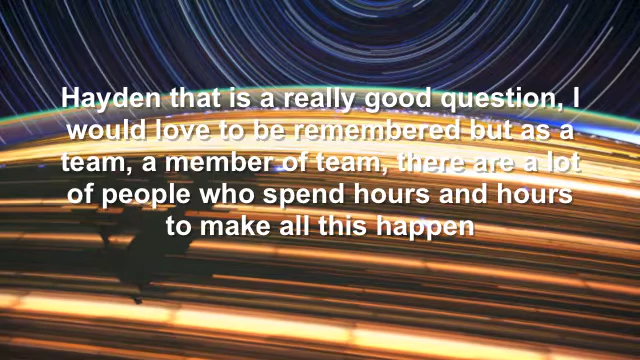 Hayden that is a really good question, I
would love to be remembered but as a
team, a member of team, there are a lot
of people who spend hours and hours
to make all this happen